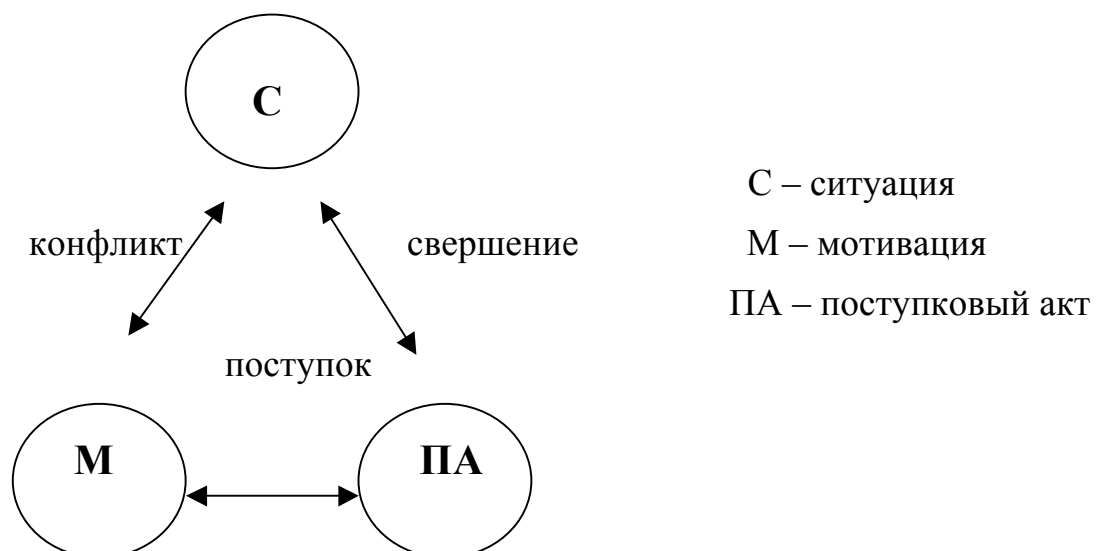 С
С – ситуация
конфликт
свершение
М – мотивация
ПА – поступковый акт
поступок
М
ПА